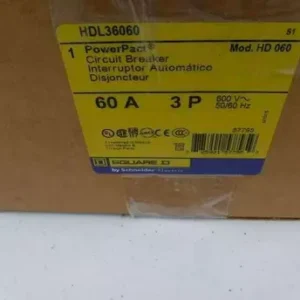 HDL36060
1 PowerPact® Mod. HD 060
Circuit Breaker
Interruptor Automático
Disjoncteur
60 A 3 P 600 V~
50/60 Hz
SQUARE D
by Schneider Electric